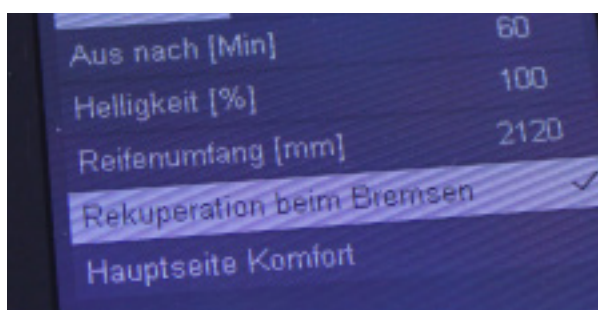 Aus nach [Min] 60
Helligkeit [%] 100
Reifenumfang [mm] 2120
Rekuperation beim Bremsen ✓
Hauptseite Komfort